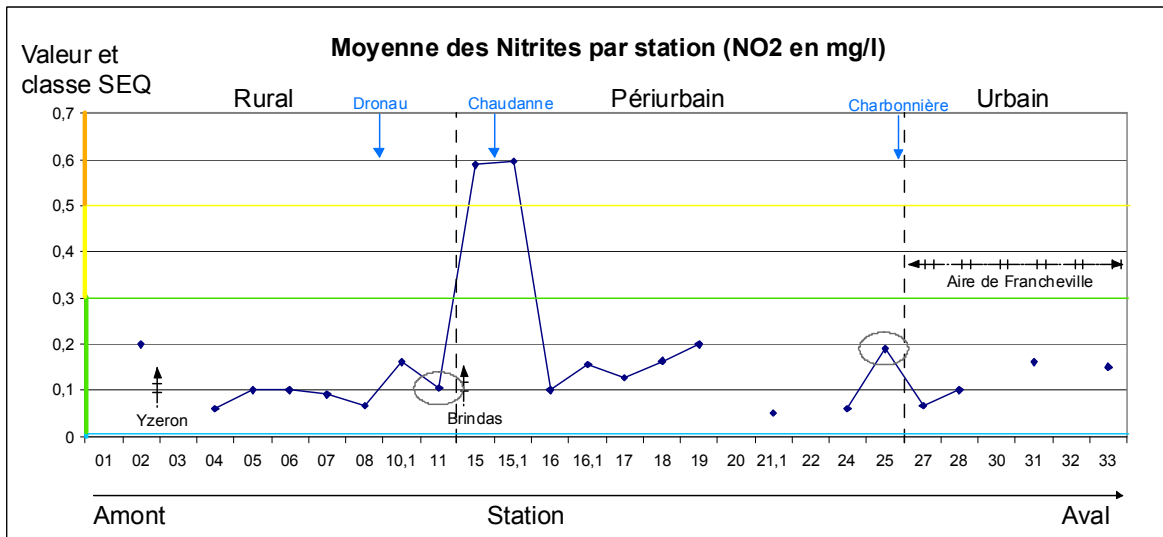 Moyenne des Nitrites par station (NO2 en mg/l)
Valeur et
classe SEQ
Rural
Dronau
Chaudanne
Périurbain
Charbonnière
Urbain
0,7
0,6
0,5
0,4
0,3
0,2
0,1
0
Aire de Francheville
Yzeron
Brindas
01 02 03 04 05 06 07 08 10,1 11 15 15,1 16 16,1 17 18 19 20 21,1 22 24 25 27 28 30 31 32 33
Amont
Station
Aval